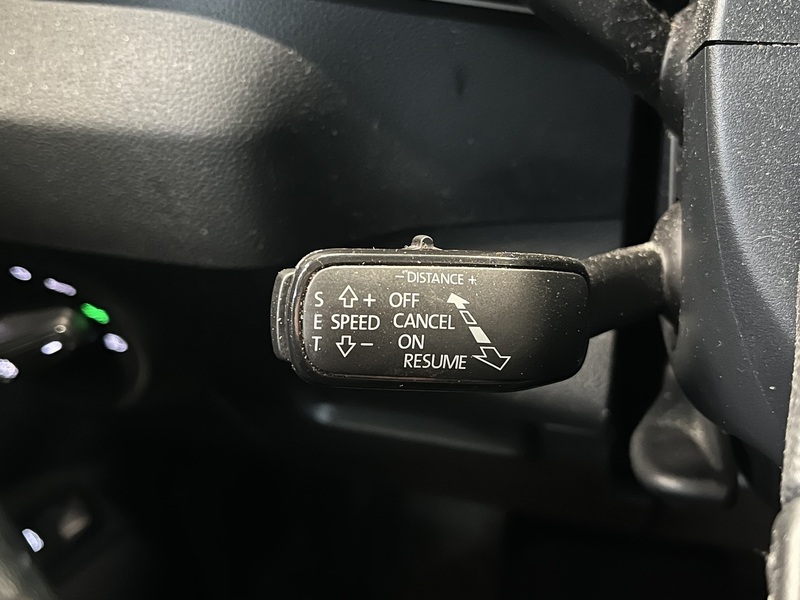 - DISTANCE +
S + OFF
E SPEED CANCEL
T - ON
RESUME